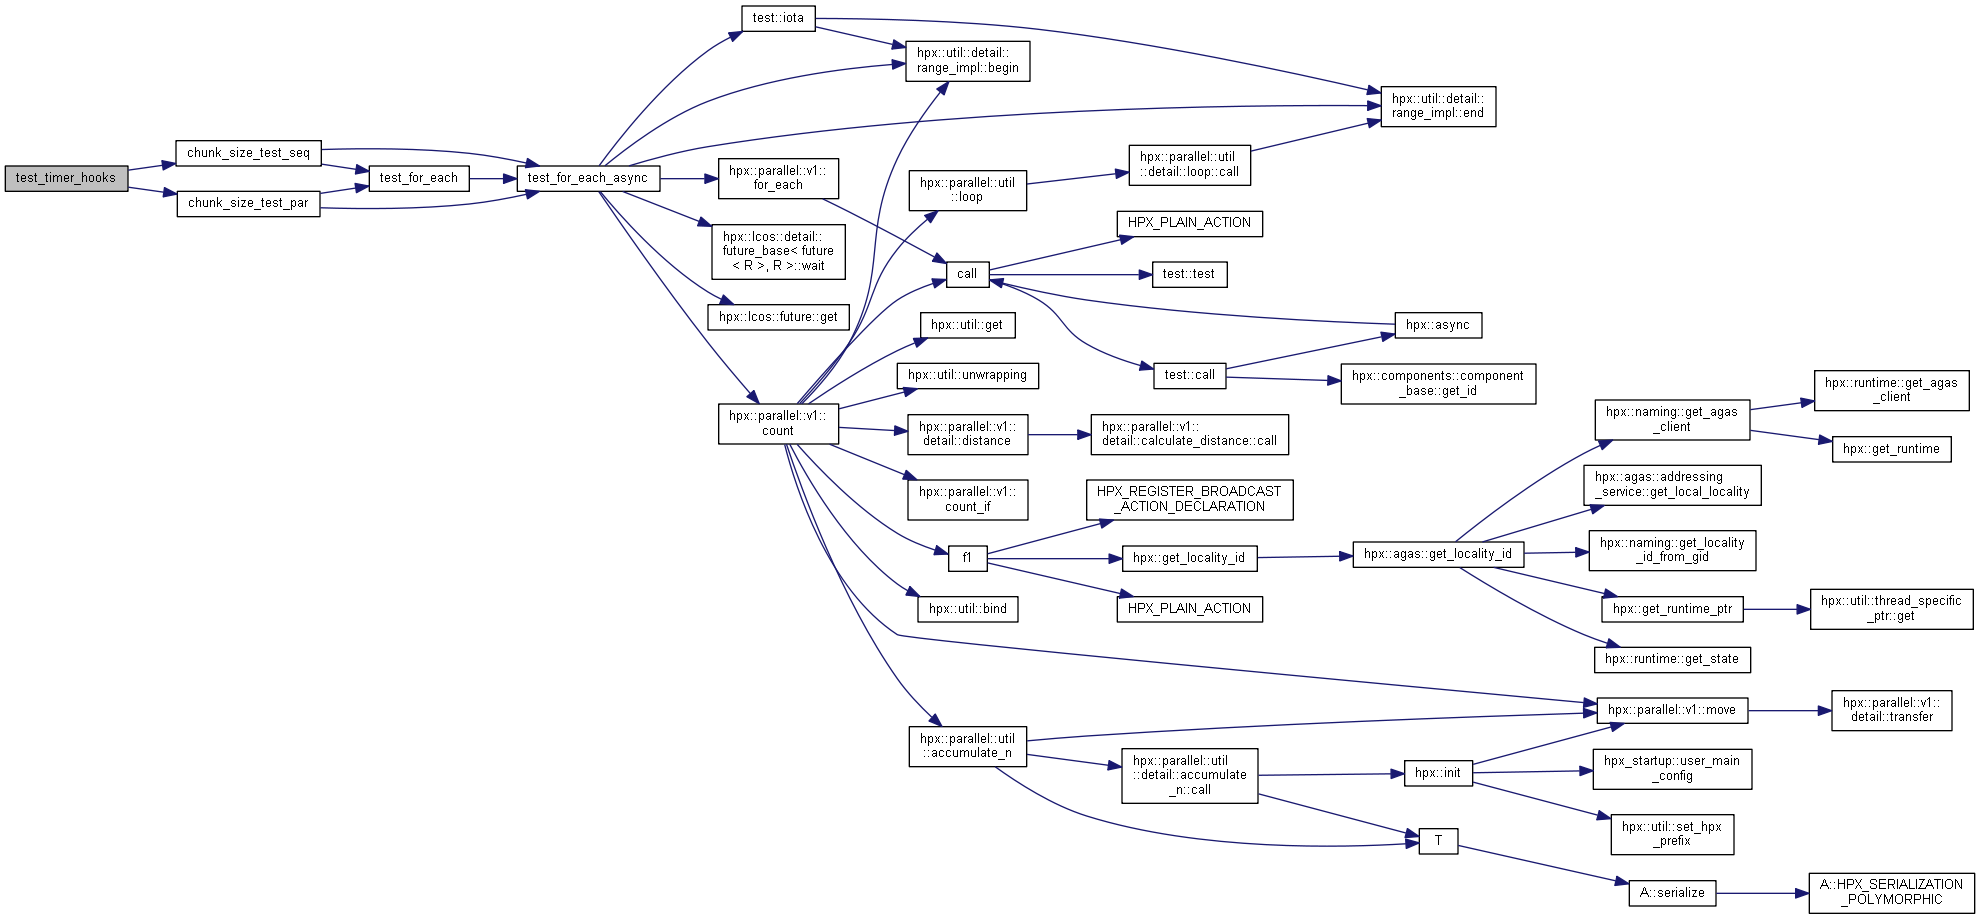 test_timer_hooks
chunk_size_test_seq
chunk_size_test_par
test_for_each
test_for_each_async
test::iota
hpx::util::detail::
range_impl::begin
hpx::util::detail::
range_impl::end
hpx::parallel::v1::
for_each
hpx::lcos::detail::
future_base< future
< R >, R >::wait
hpx::lcos::future::get
hpx::parallel::v1::
count
hpx::parallel::util
::loop
hpx::parallel::util
::detail::loop::call
call
HPX_PLAIN_ACTION
test::test
hpx::async
test::call
hpx::components::component
_base::get_id
hpx::util::get
hpx::util::unwrapping
hpx::parallel::v1::
detail::distance
hpx::parallel::v1::
detail::calculate_distance::call
hpx::parallel::v1::
count_if
f1
HPX_REGISTER_BROADCAST
_ACTION_DECLARATION
hpx::get_locality_id
HPX_PLAIN_ACTION
hpx::agas::get_locality_id
hpx::naming::get_agas
_client
hpx::runtime::get_agas
_client
hpx::get_runtime
hpx::agas::addressing
_service::get_local_locality
hpx::naming::get_locality
_id_from_gid
hpx::get_runtime_ptr
hpx::util::thread_specific
_ptr::get
hpx::runtime::get_state
hpx::util::bind
hpx::parallel::v1::move
hpx::parallel::v1::
detail::transfer
hpx::parallel::util
::accumulate_n
hpx::parallel::util
::detail::accumulate
_n::call
hpx::init
hpx_startup::user_main
_config
hpx::util::set_hpx
_prefix
T
A::serialize
A::HPX_SERIALIZATION
_POLYMORPHIC